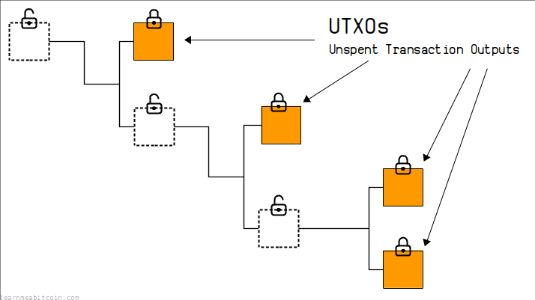 UTXOs
Unspent Transaction Outputs
learnmeabitcoin.com